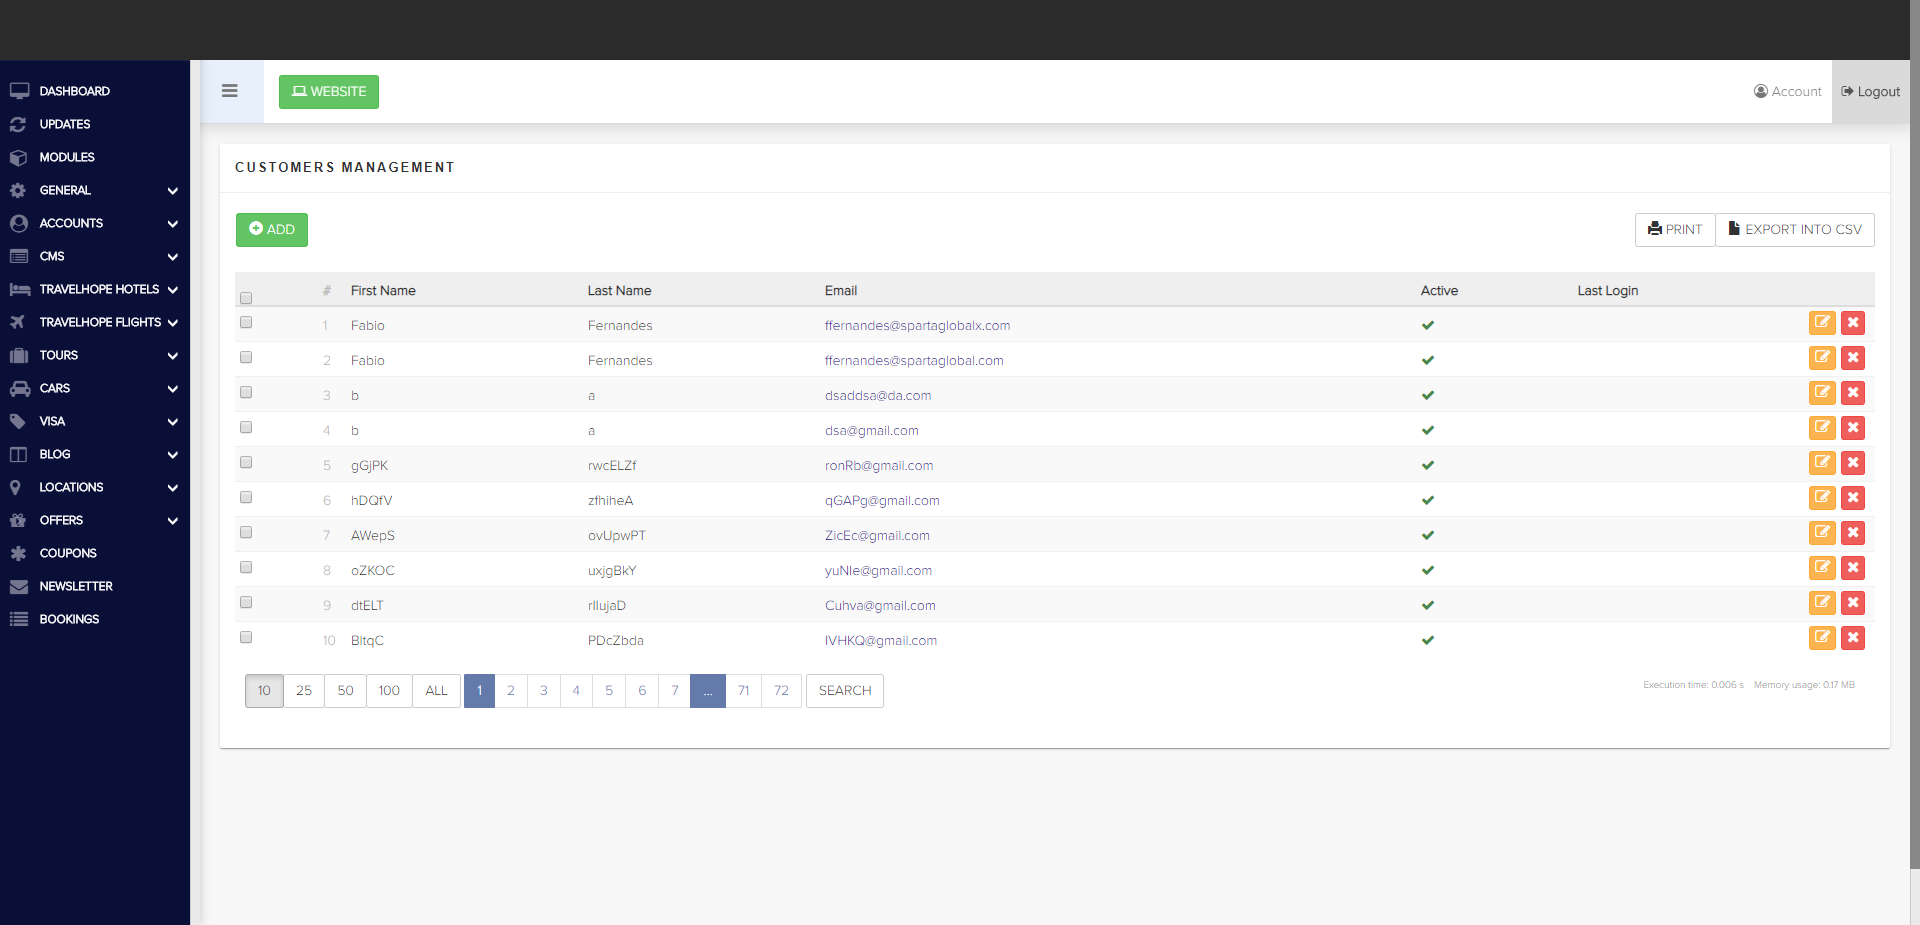 WEBSITE
Account
Logout
DASHBOARD
UPDATES
MODULES
GENERAL
ACCOUNTS
CMS
TRAVELHOPE HOTELS
TRAVELHOPE FLIGHTS
TOURS
CARS
VISA
BLOG
LOCATIONS
OFFERS
COUPONS
NEWSLETTER
BOOKINGS
CUSTOMERS MANAGEMENT
ADD
PRINT
EXPORT INTO CSV
# First Name Last Name Email Active Last Login
1 Fabio Fernandes ffernandes@spartaglobalx.com
2 Fabio Fernandes ffernandes@spartaglobal.com
3 b a dsaddsa@da.com
4 b a dsa@gmail.com
5 gGjPK rwcELZf ronRb@gmail.com
6 hDQfV zfhiheA qGAPg@gmail.com
7 AWepS ovUpwPT ZicEc@gmail.com
8 oZKOC uxjgBkY yuNIe@gmail.com
9 dtELT rIIujaD Cuhva@gmail.com
10 BltqC PDcZbda IVHKQ@gmail.com
10 25 50 100 ALL 1 2 3 4 5 6 7 ... 71 72 SEARCH
Execution time: 0.006 s Memory usage: 0.17 MB